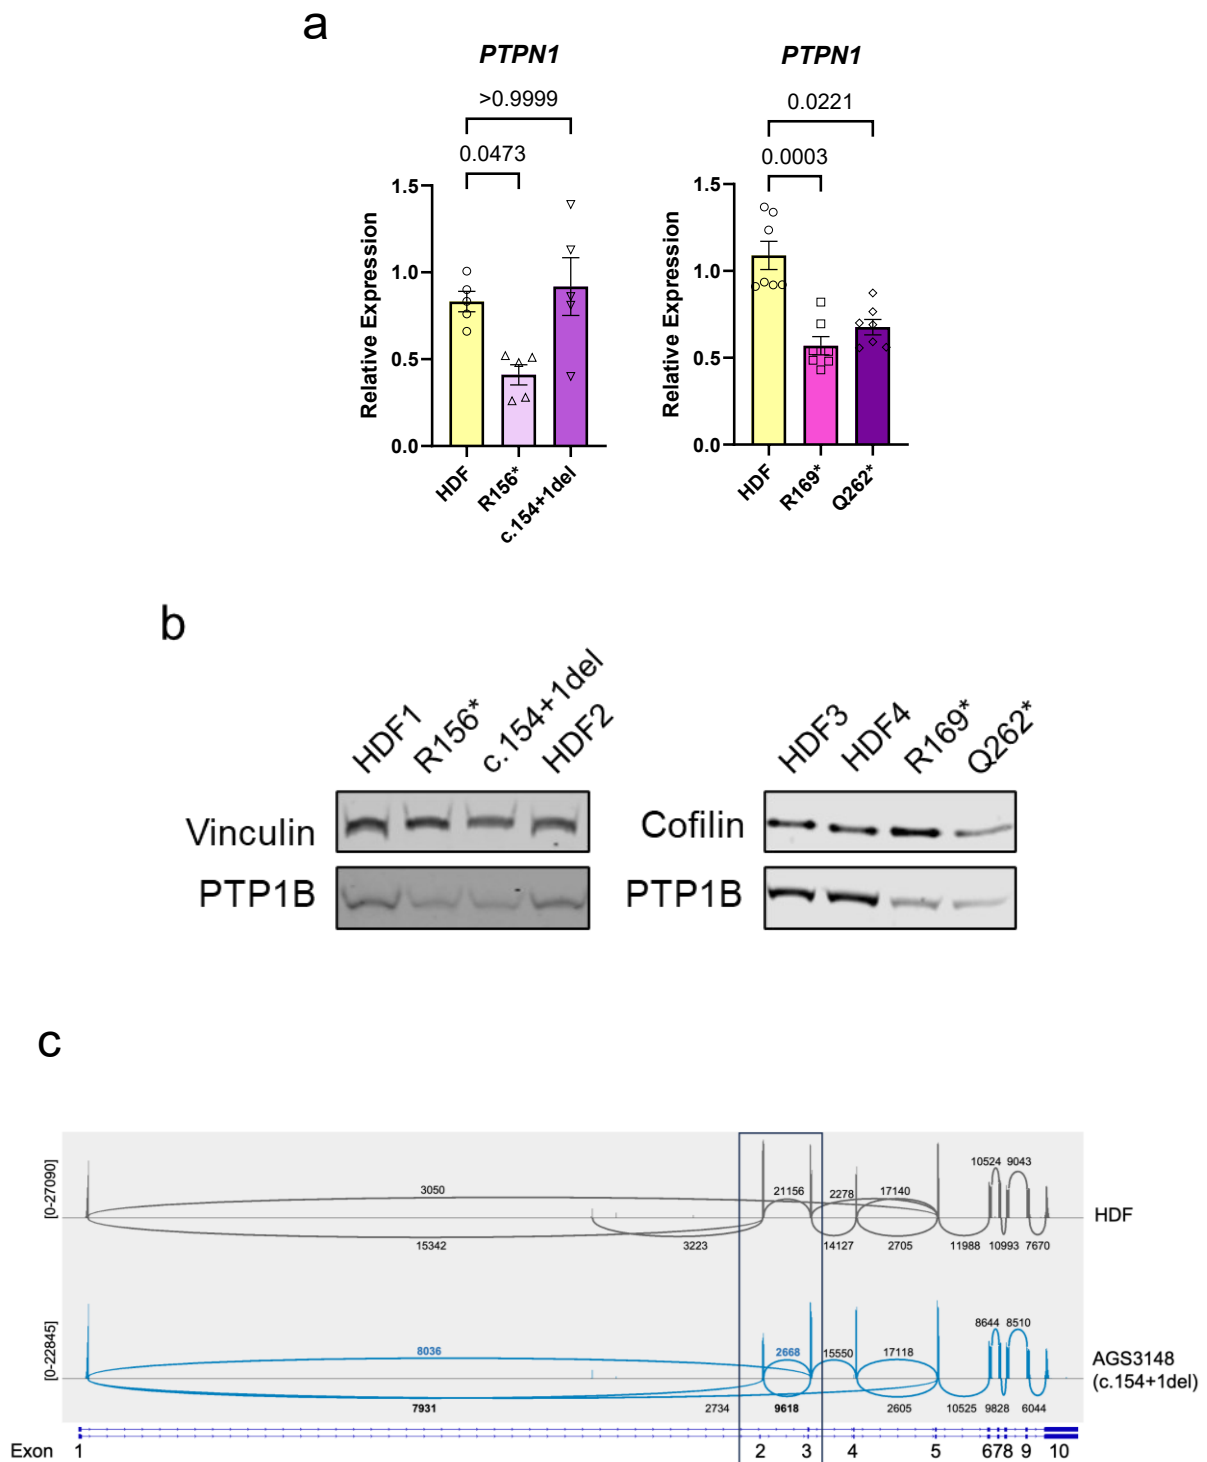 a
PTPN1
PTPN1
>0.9999
0.0473
0.0221
0.0003
Relative Expression
1.5
1.0
0.5
0.0
HDF
R156*
c.154+1del
Relative Expression
1.5
1.0
0.5
0.0
HDF
R169*
Q262*
b
HDF1
R156*
c.154+1del
HDF2
HDF3
HDF4
R169*
Q262*
Vinculin
PTP1B
Cofilin
PTP1B
c
[0-27090]
10524 9043
3050 21156 2278 17140
HDF
15342 3223 14127 2705 11988 10993 7670
[0-22845]
8644 8510
8036 2668 15550 17118
AGS3148
(c.154+1del)
7931 2734 9618 2605 10525 9828 6044
Exon 1 2 3 4 5 6 7 8 9 10